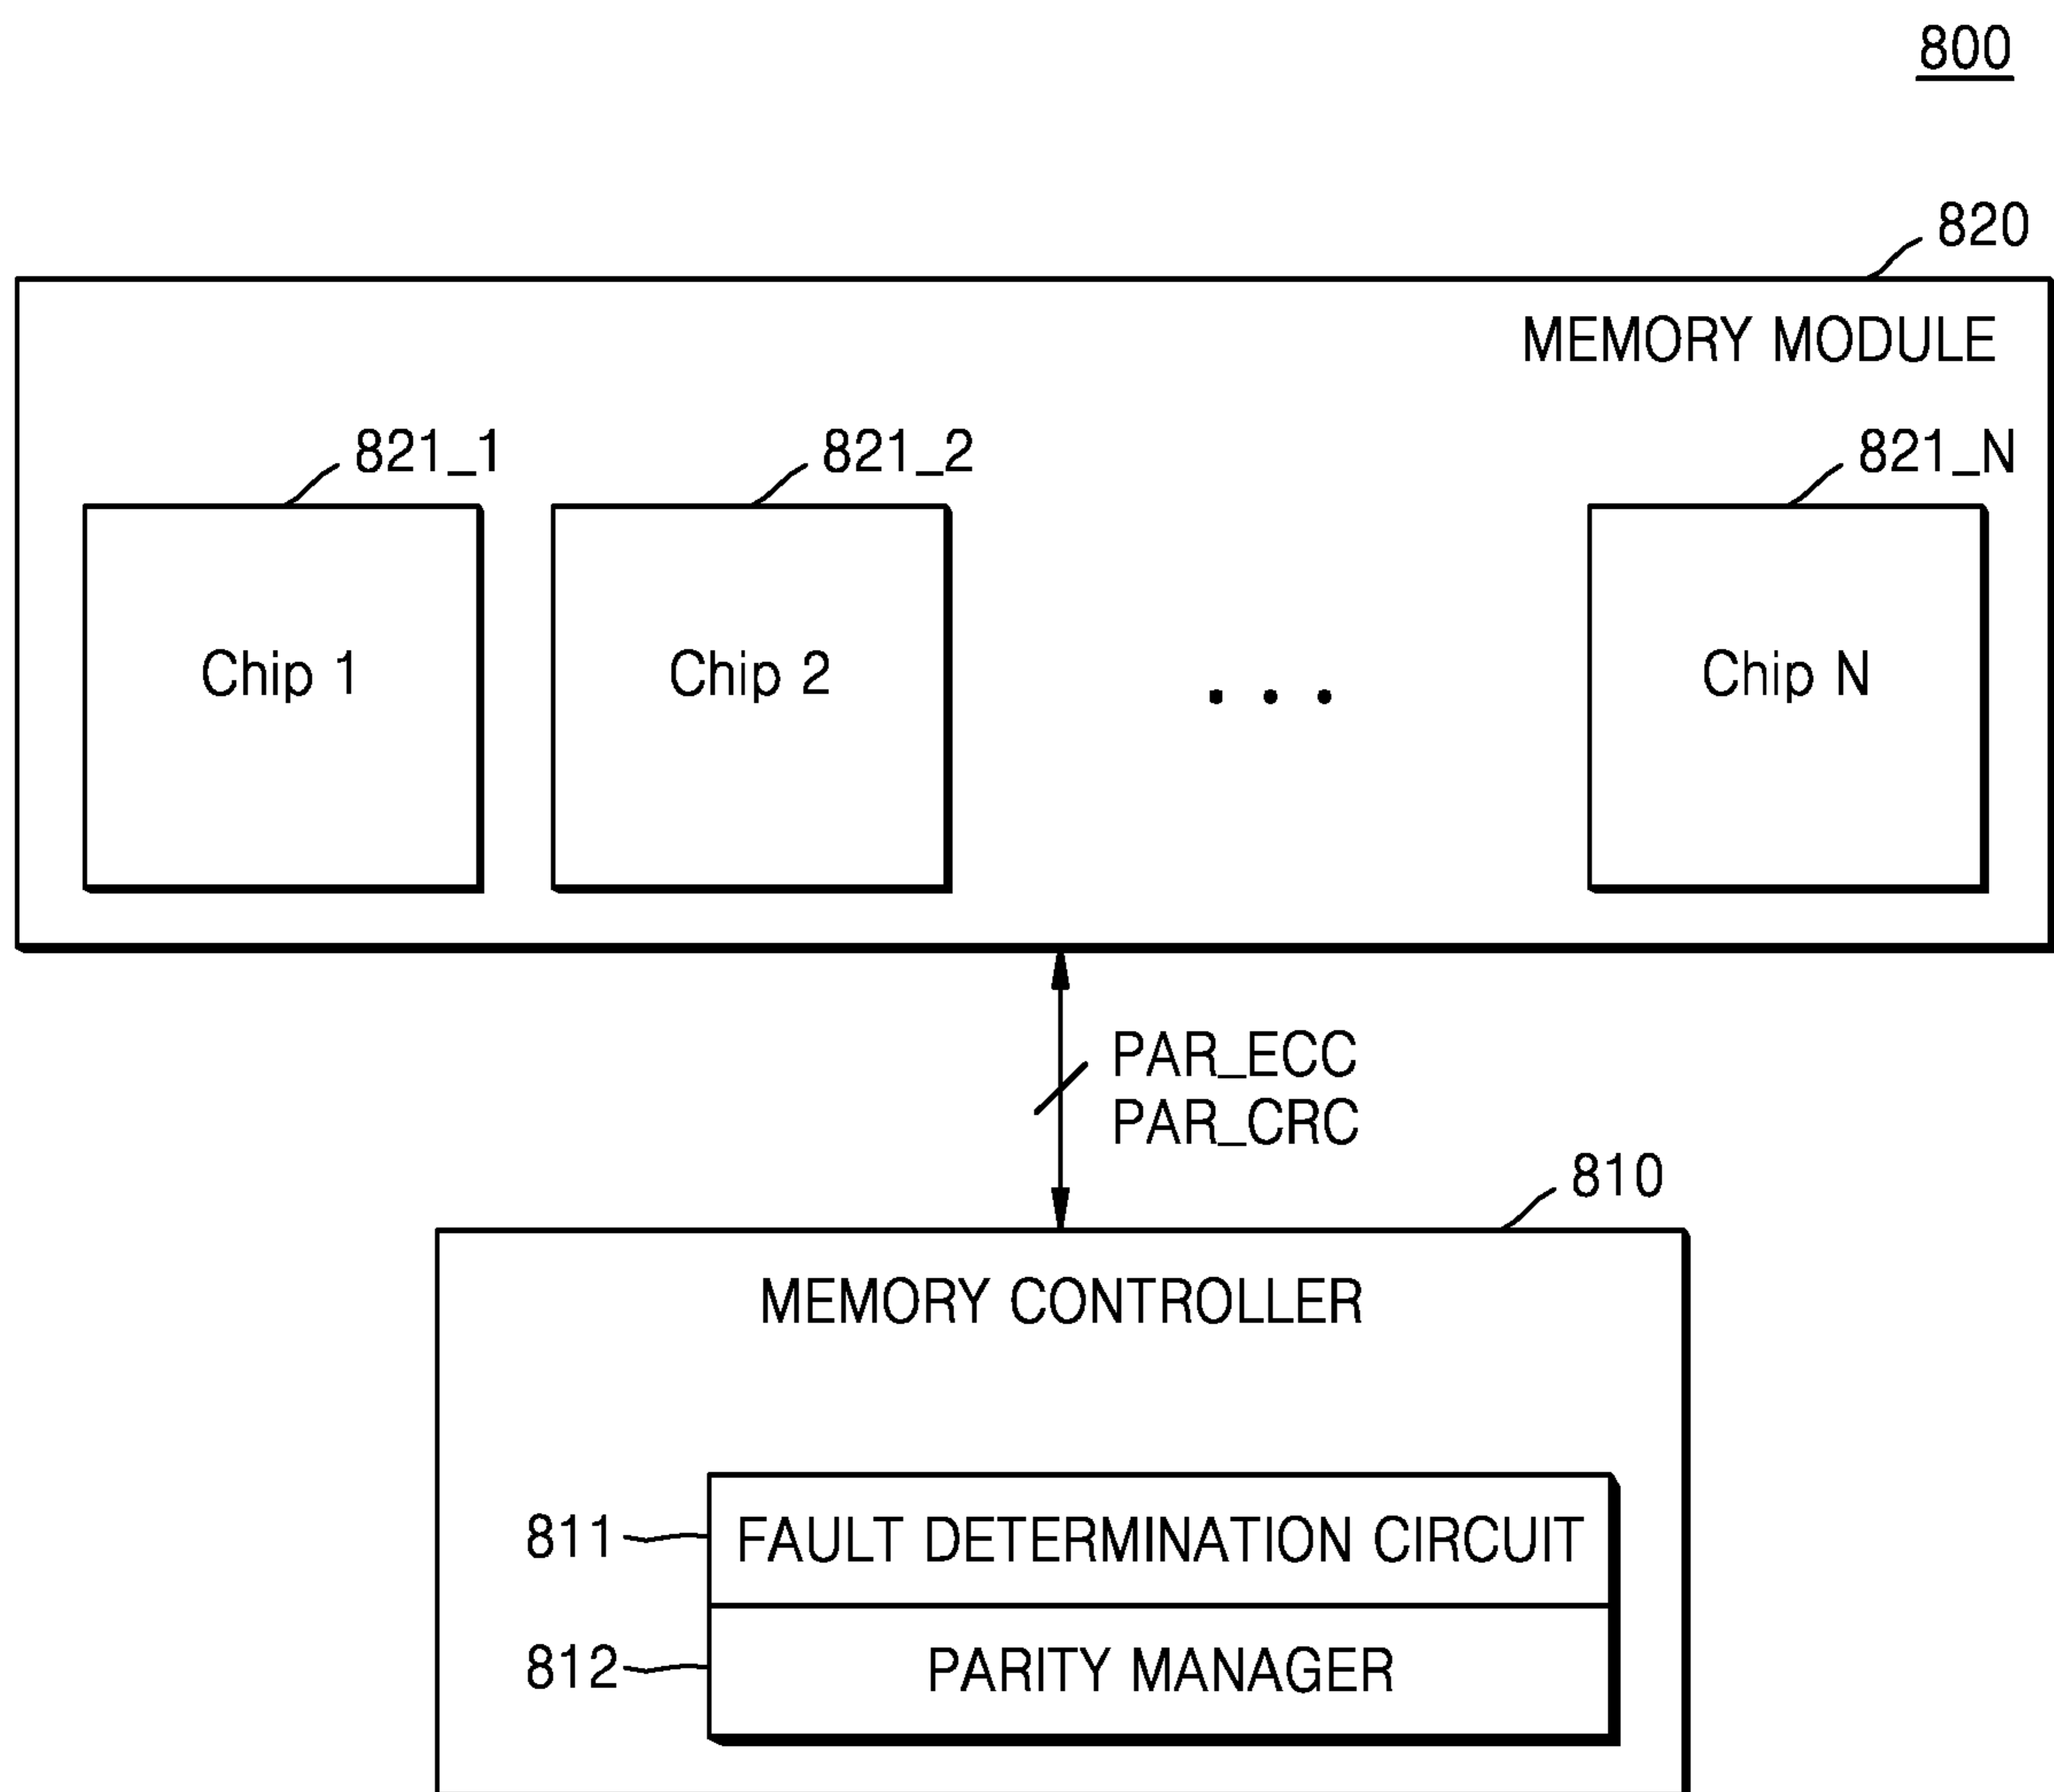 800
820
MEMORY MODULE
821_1
821_2
821_N
Chip 1
Chip 2
. . .
Chip N
PAR_ECC
PAR_CRC
810
MEMORY CONTROLLER
811
FAULT DETERMINATION CIRCUIT
812
PARITY MANAGER